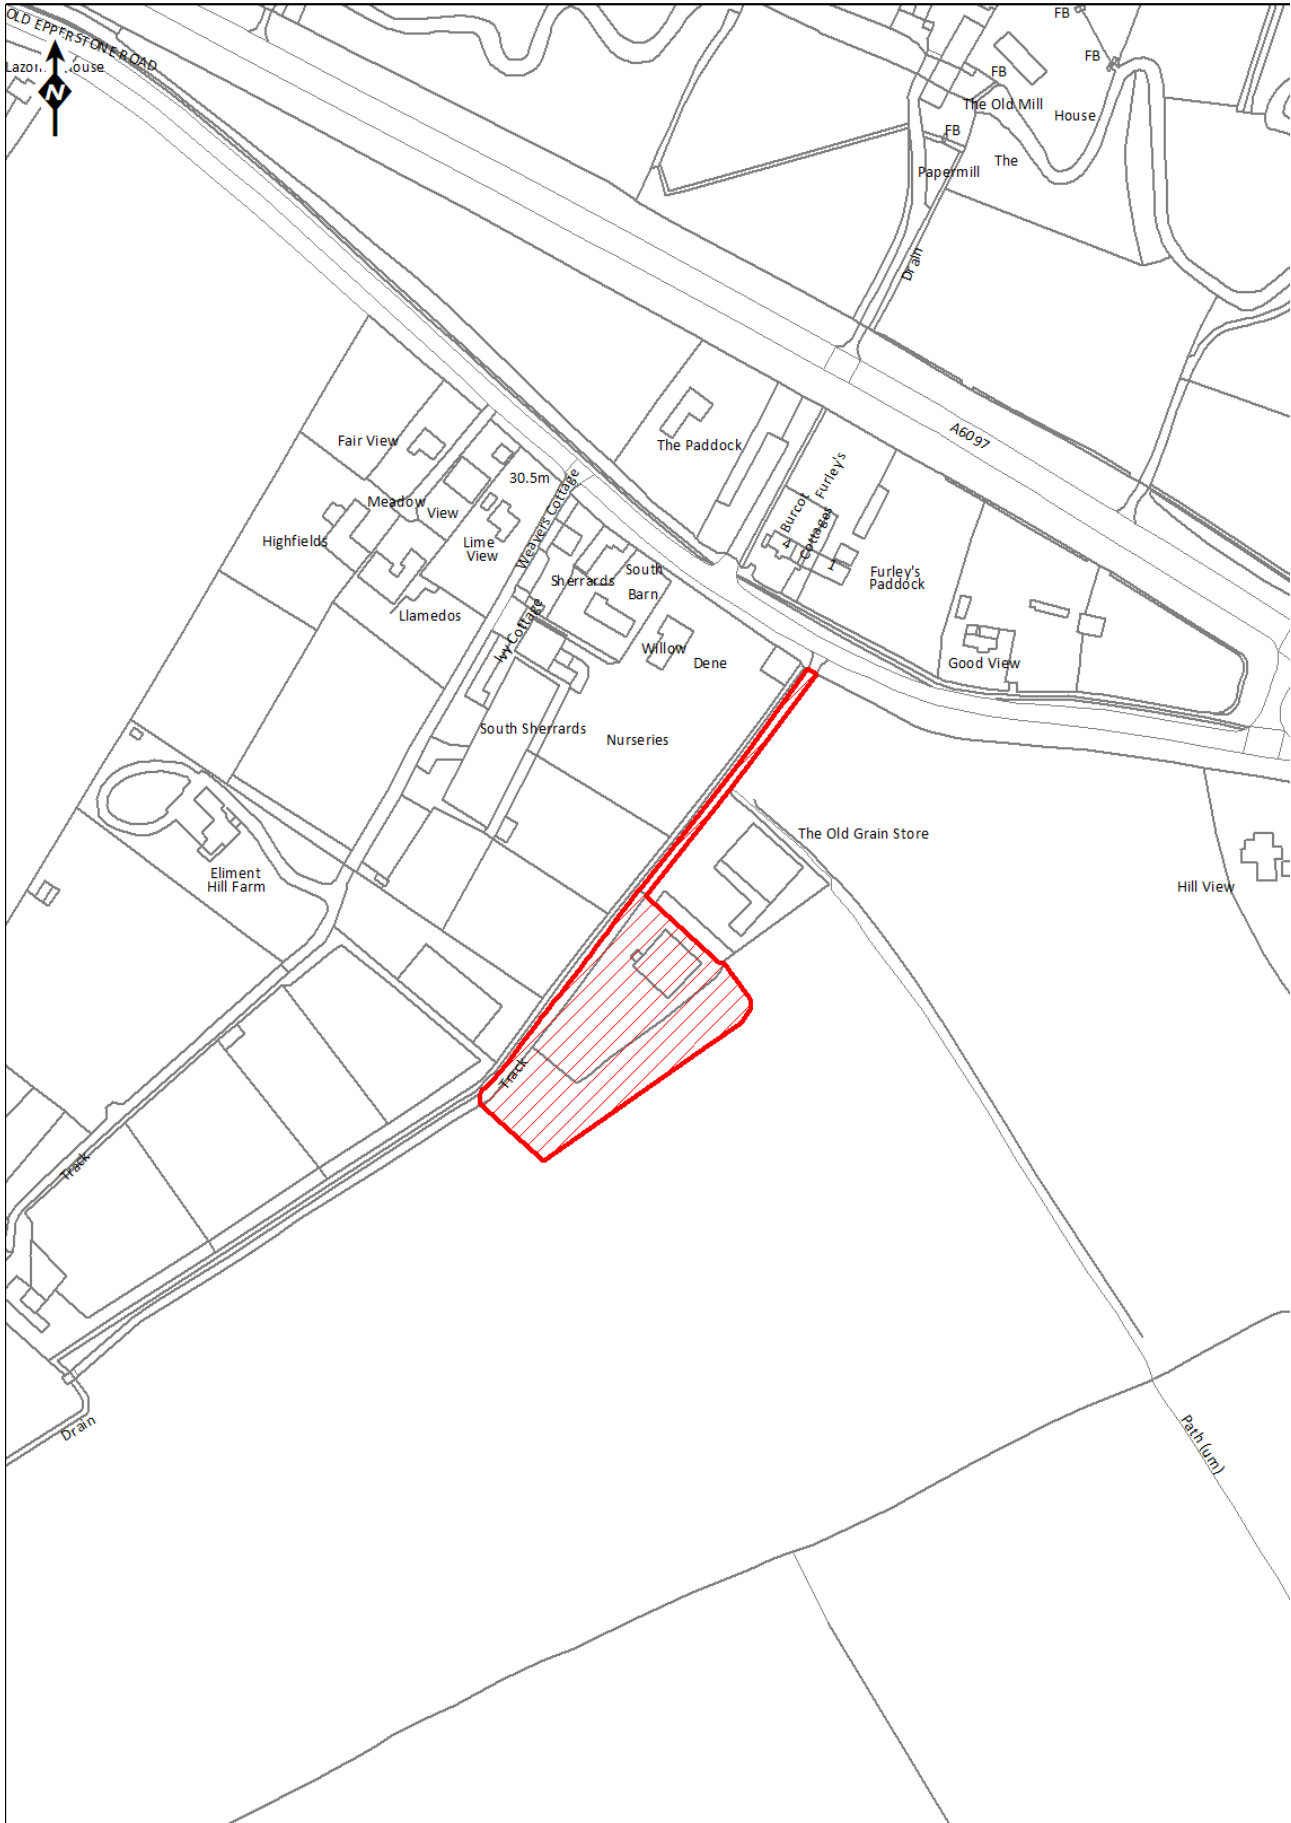 OLD EPPERSTONE ROAD
N
FB
FB
FB
The Old Mill
House
FB
The
Papermill
Drain
A6097
Fair View
The Paddock
30.5m
Meadow
View
Weavers Cottage
Burcot
Cottages
Furley's
4
1
Highfields
Lime
View
Sherrards
South
Barn
Furley's
Paddock
Llamedos
Ivy Cottage
Willow
Dene
Good View
South Sherrards
Nurseries
The Old Grain Store
Eliment
Hill Farm
Hill View
Track
Track
Drain
Path (um)